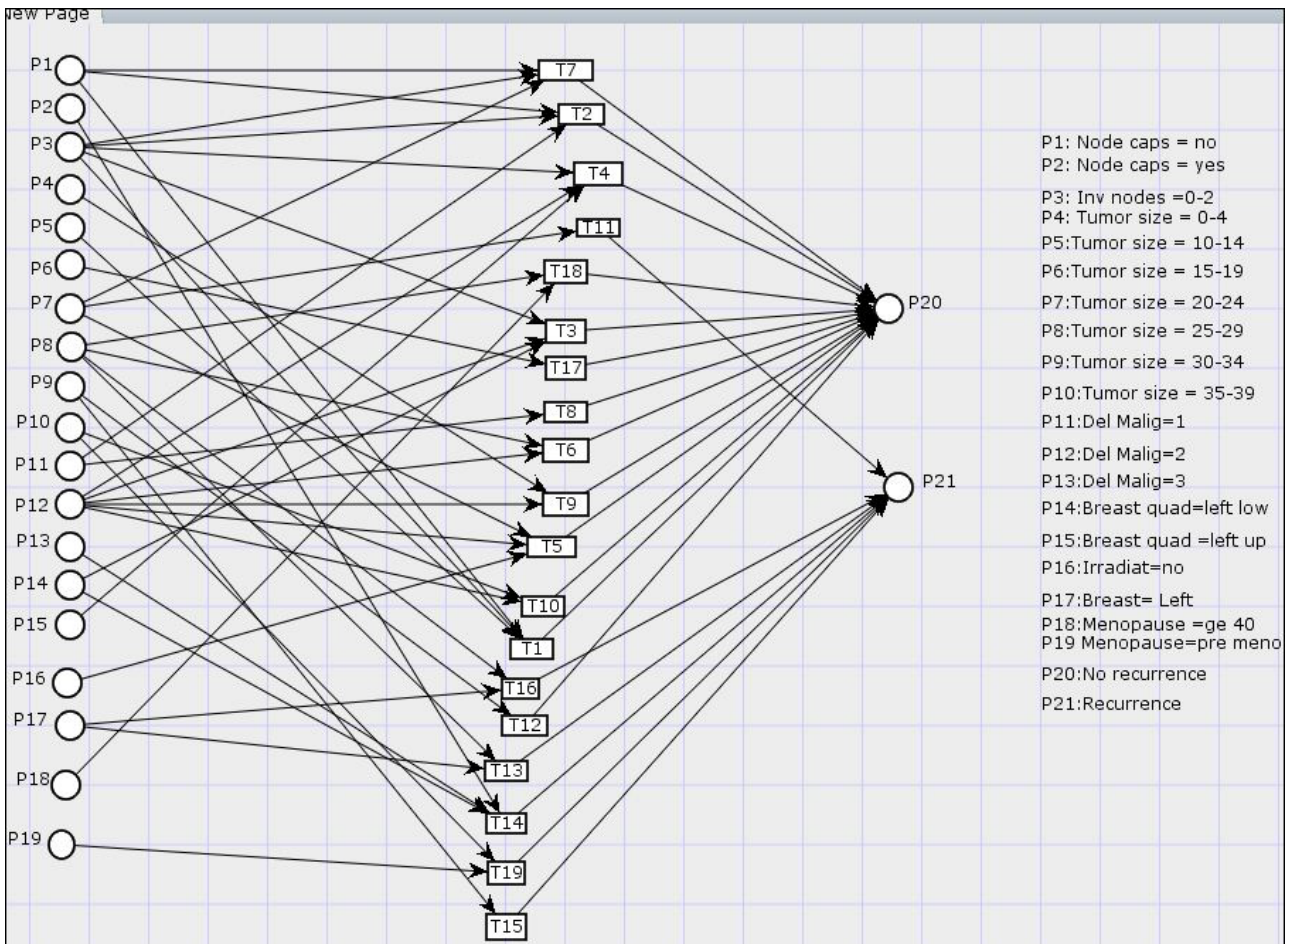 New Page
P1
P2
P3
P4
P5
P6
P7
P8
P9
P10
P11
P12
P13
P14
P15
P16
P17
P18
P19
T7
T2
T4
T11
T18
T3
T17
T8
T6
T9
T5
T10
T1
T16
T12
T13
T14
T19
T15
P20
P21
P1: Node caps = no
P2: Node caps = yes
P3: Inv nodes =0-2
P4: Tumor size = 0-4
P5:Tumor size = 10-14
P6:Tumor size = 15-19
P7:Tumor size = 20-24
P8:Tumor size = 25-29
P9:Tumor size = 30-34
P10:Tumor size = 35-39
P11:Del Malig=1
P12:Del Malig=2
P13:Del Malig=3
P14:Breast quad=left low
P15:Breast quad =left up
P16:Irradiat=no
P17:Breast= Left
P18:Menopause =ge 40
P19 Menopause=pre meno
P20:No recurrence
P21:Recurrence